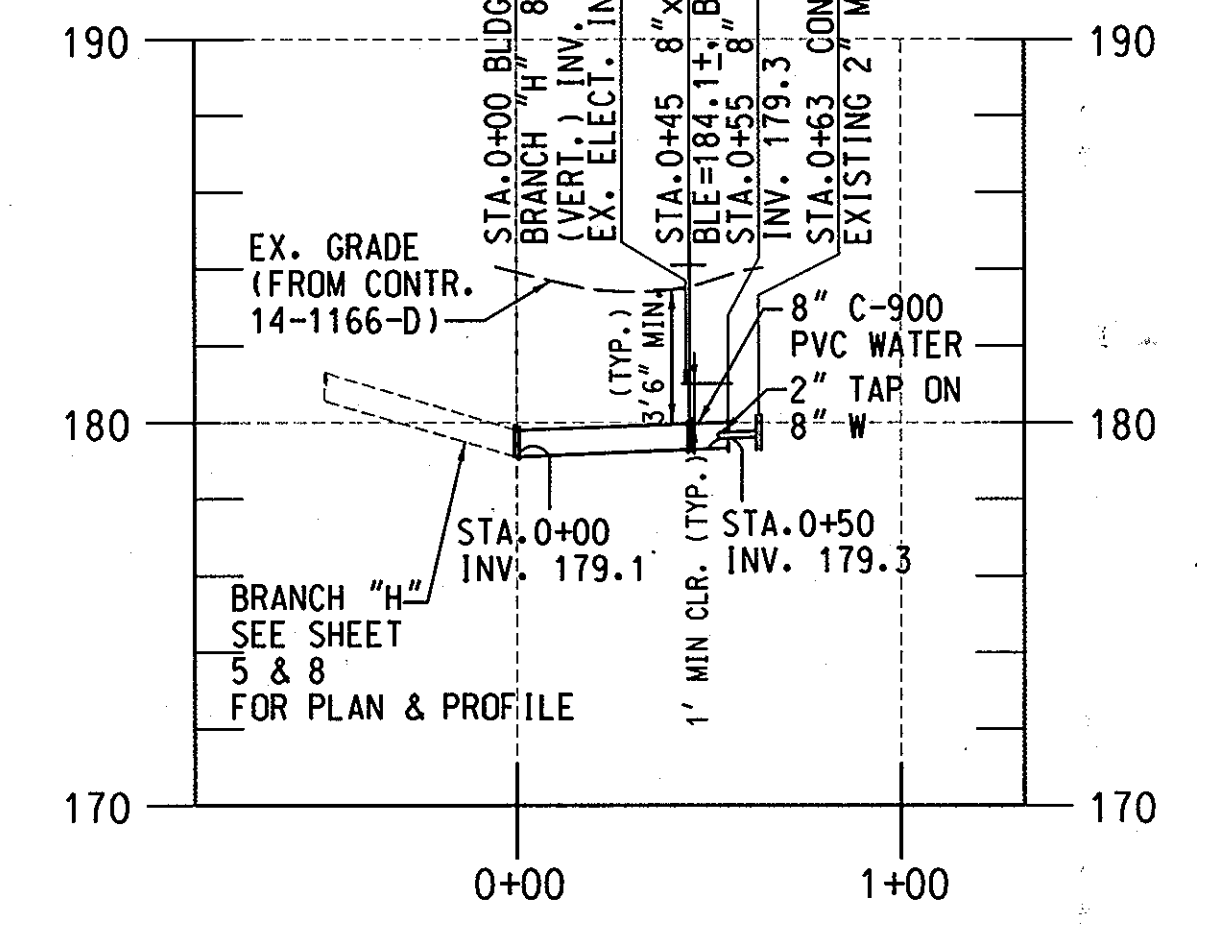 190
190
STA.0+00 BLDG
BRANCH "H" 8
(VERT.) INV.
EX. ELECT. IN
STA.0+45 8"x
BLE=184.1±, B
STA.0+55 8"
INV. 179.3
STA.0+63 CON
EXISTING 2" M
EX. GRADE
(FROM CONTR.
14-1166-D)
(TYP.)
3'6" MIN.
8" C-900
PVC WATER
2" TAP ON
8" W
180
180
STA.0+00
INV. 179.1
1' MIN CLR. (TYP.)
STA.0+50
INV. 179.3
BRANCH "H"
SEE SHEET
5 & 8
FOR PLAN & PROFILE
170
170
0+00
1+00